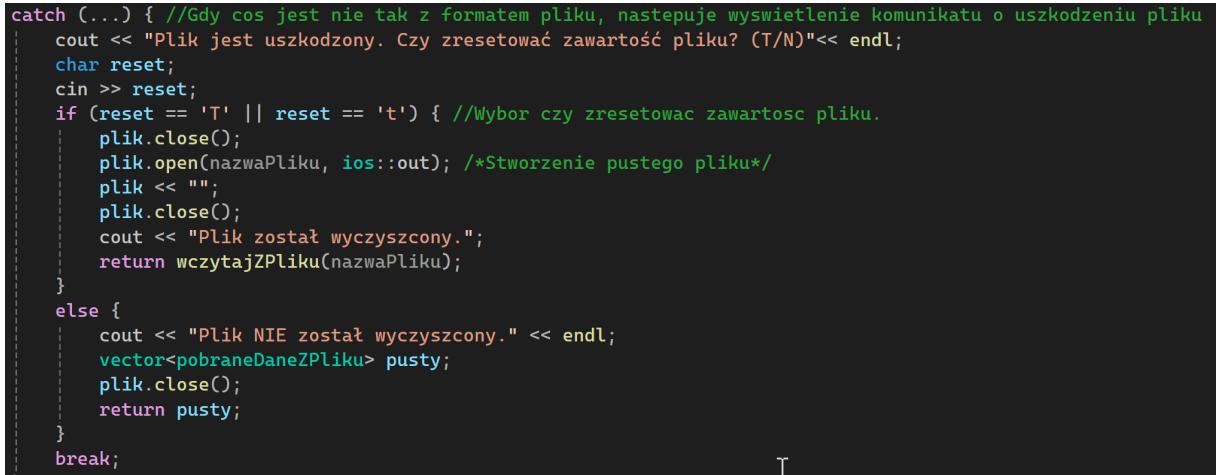 catch (...) { //Gdy cos jest nie tak z formatem pliku, nastepuje wyswietlenie komunikatu o uszkodzeniu pliku
    cout << "Plik jest uszkodzony. Czy zresetować zawartość pliku? (T/N)"<< endl;
    char reset;
    cin >> reset;
    if (reset == 'T' || reset == 't') { //Wybor czy zresetowac zawartosc pliku.
        plik.close();
        plik.open(nazwaPliku, ios::out); /*Stworzenie pustego pliku*/
        plik << "";
        plik.close();
        cout << "Plik został wyczyszcony.";
        return wczytajZPliku(nazwaPliku);
    }
    else {
        cout << "Plik NIE został wyczyszcony." << endl;
        vector<pobraneDaneZPliku> pusty;
        plik.close();
        return pusty;
    }
    break;